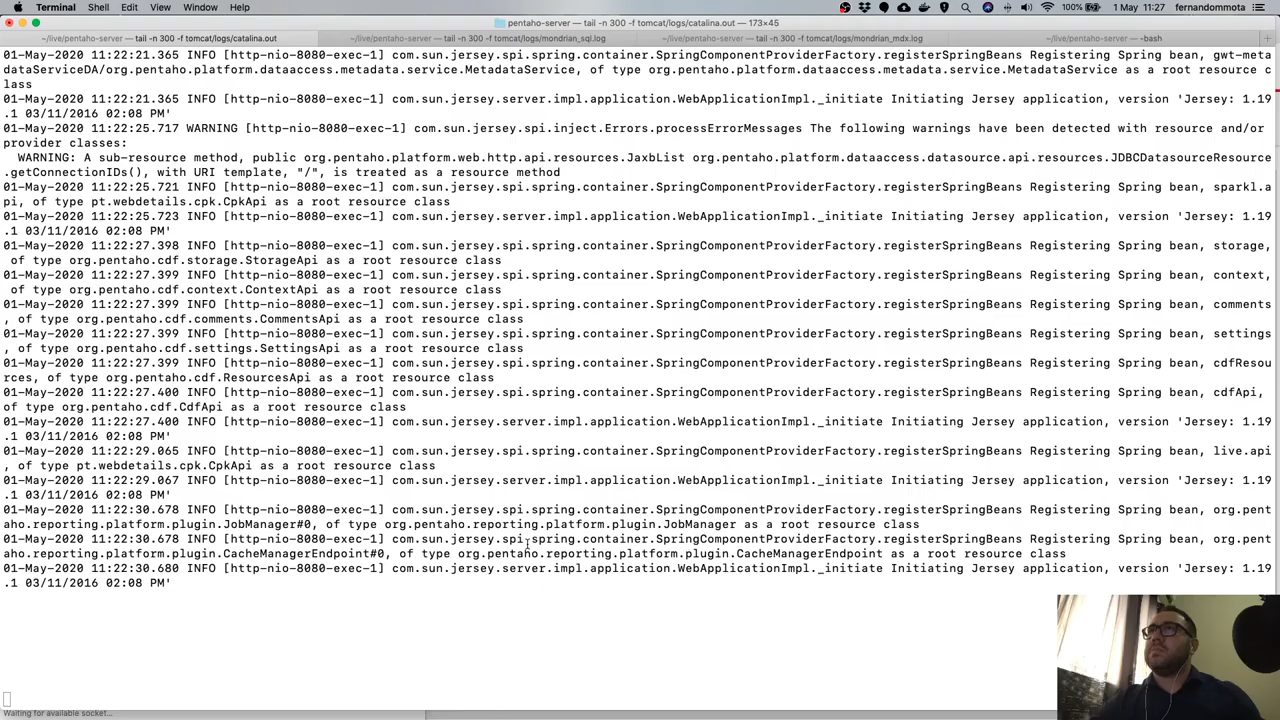 Terminal Shell Edit View Window Help 100% 1 May 11:27 fernandommota
pentaho-server — tail -n 300 -f tomcat/logs/catalina.out — 173×45
~/live/pentaho-server — tail -n 300 -f tomcat/logs/catalina.out ~/live/pentaho-server — tail -n 300 -f tomcat/logs/mondrian_sql.log ~/live/pentaho-server — tail -n 300 -f tomcat/logs/mondrian_mdx.log ~/live/pentaho-server — -bash
01-May-2020 11:22:21.365 INFO [http-nio-8080-exec-1] com.sun.jersey.spi.spring.container.SpringComponentProviderFactory.registerSpringBeans Registering Spring bean, gwt-meta
dataServiceDA/org.pentaho.platform.dataaccess.metadata.service.MetadataService, of type org.pentaho.platform.dataaccess.metadata.service.MetadataService as a root resource c
lass
01-May-2020 11:22:21.365 INFO [http-nio-8080-exec-1] com.sun.jersey.server.impl.application.WebApplicationImpl._initiate Initiating Jersey application, version 'Jersey: 1.19
.1 03/11/2016 02:08 PM'
01-May-2020 11:22:25.717 WARNING [http-nio-8080-exec-1] com.sun.jersey.spi.inject.Errors.processErrorMessages The following warnings have been detected with resource and/or
provider classes:
WARNING: A sub-resource method, public org.pentaho.platform.web.http.api.resources.JaxbList org.pentaho.platform.dataaccess.datasource.api.resources.JDBCDatasourceResource
.getConnectionIDs(), with URI template, "/", is treated as a resource method
01-May-2020 11:22:25.721 INFO [http-nio-8080-exec-1] com.sun.jersey.spi.spring.container.SpringComponentProviderFactory.registerSpringBeans Registering Spring bean, sparkl.a
pi, of type pt.webdetails.cpk.CpkApi as a root resource class
01-May-2020 11:22:25.723 INFO [http-nio-8080-exec-1] com.sun.jersey.server.impl.application.WebApplicationImpl._initiate Initiating Jersey application, version 'Jersey: 1.19
.1 03/11/2016 02:08 PM'
01-May-2020 11:22:27.398 INFO [http-nio-8080-exec-1] com.sun.jersey.spi.spring.container.SpringComponentProviderFactory.registerSpringBeans Registering Spring bean, storage,
of type org.pentaho.cdf.storage.StorageApi as a root resource class
01-May-2020 11:22:27.399 INFO [http-nio-8080-exec-1] com.sun.jersey.spi.spring.container.SpringComponentProviderFactory.registerSpringBeans Registering Spring bean, context,
of type org.pentaho.cdf.context.ContextApi as a root resource class
01-May-2020 11:22:27.399 INFO [http-nio-8080-exec-1] com.sun.jersey.spi.spring.container.SpringComponentProviderFactory.registerSpringBeans Registering Spring bean, comments
, of type org.pentaho.cdf.comments.CommentsApi as a root resource class
01-May-2020 11:22:27.399 INFO [http-nio-8080-exec-1] com.sun.jersey.spi.spring.container.SpringComponentProviderFactory.registerSpringBeans Registering Spring bean, settings
, of type org.pentaho.cdf.settings.SettingsApi as a root resource class
01-May-2020 11:22:27.399 INFO [http-nio-8080-exec-1] com.sun.jersey.spi.spring.container.SpringComponentProviderFactory.registerSpringBeans Registering Spring bean, cdfResou
rces, of type org.pentaho.cdf.ResourcesApi as a root resource class
01-May-2020 11:22:27.400 INFO [http-nio-8080-exec-1] com.sun.jersey.spi.spring.container.SpringComponentProviderFactory.registerSpringBeans Registering Spring bean, cdfApi,
of type org.pentaho.cdf.CdfApi as a root resource class
01-May-2020 11:22:27.400 INFO [http-nio-8080-exec-1] com.sun.jersey.server.impl.application.WebApplicationImpl._initiate Initiating Jersey application, version 'Jersey: 1.19
.1 03/11/2016 02:08 PM'
01-May-2020 11:22:29.065 INFO [http-nio-8080-exec-1] com.sun.jersey.spi.spring.container.SpringComponentProviderFactory.registerSpringBeans Registering Spring bean, live.api
, of type pt.webdetails.cpk.CpkApi as a root resource class
01-May-2020 11:22:29.067 INFO [http-nio-8080-exec-1] com.sun.jersey.server.impl.application.WebApplicationImpl._initiate Initiating Jersey application, version 'Jersey: 1.19
.1 03/11/2016 02:08 PM'
01-May-2020 11:22:30.678 INFO [http-nio-8080-exec-1] com.sun.jersey.spi.spring.container.SpringComponentProviderFactory.registerSpringBeans Registering Spring bean, org.pent
aho.reporting.platform.plugin.JobManager#0, of type org.pentaho.reporting.platform.plugin.JobManager as a root resource class
01-May-2020 11:22:30.678 INFO [http-nio-8080-exec-1] com.sun.jersey.spi.spring.container.SpringComponentProviderFactory.registerSpringBeans Registering Spring bean, org.pent
aho.reporting.platform.plugin.CacheManagerEndpoint#0, of type org.pentaho.reporting.platform.plugin.CacheManagerEndpoint as a root resource class
01-May-2020 11:22:30.680 INFO [http-nio-8080-exec-1] com.sun.jersey.server.impl.application.WebApplicationImpl._initiate Initiating Jersey application, version 'Jersey: 1.19
.1 03/11/2016 02:08 PM'
Waiting for available socket...